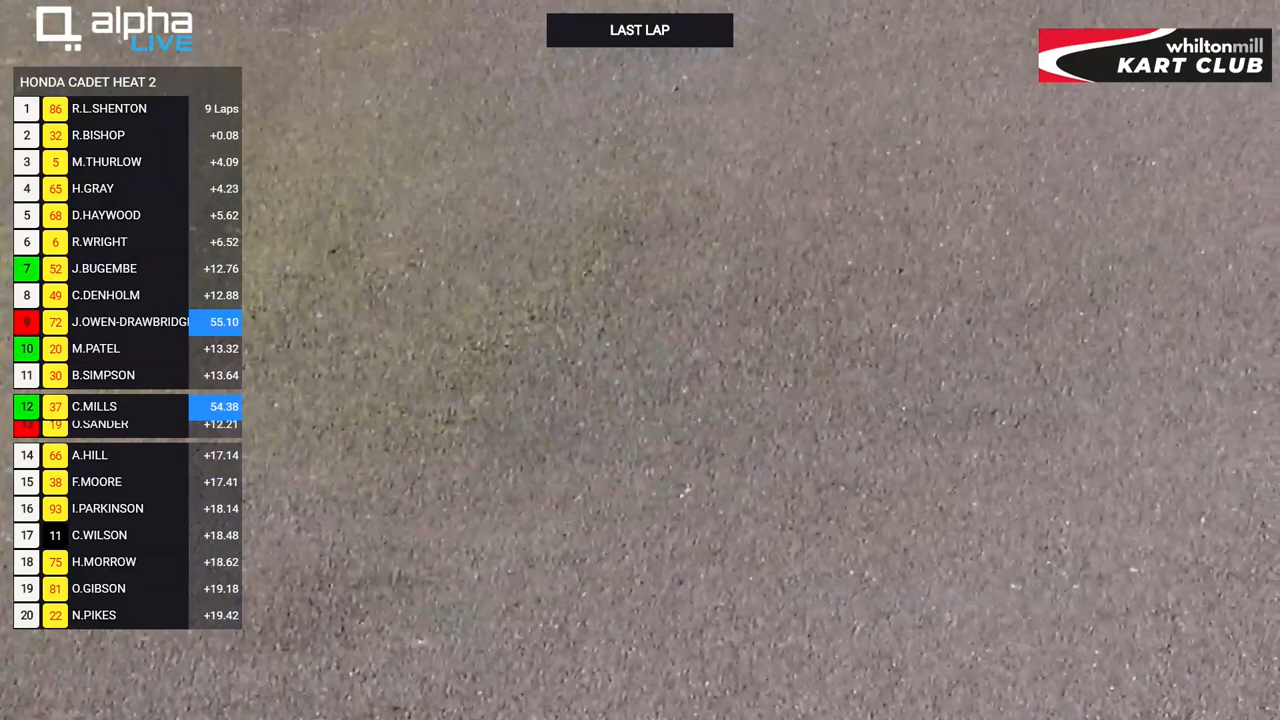 alpha
LIVE
LAST LAP
whiltonmill
KART CLUB
HONDA CADET HEAT 2
1 86 R.L.SHENTON 9 Laps
2 32 R.BISHOP +0.08
3 5 M.THURLOW +4.09
4 65 H.GRAY +4.23
5 68 D.HAYWOOD +5.62
6 6 R.WRIGHT +6.52
7 52 J.BUGEMBE +12.76
8 49 C.DENHOLM +12.88
9 72 J.OWEN-DRAWBRIDG 55.10
10 20 M.PATEL +13.32
11 30 B.SIMPSON +13.64
12 37 C.MILLS 54.38
13 19 O.SANDER +12.21
14 66 A.HILL +17.14
15 38 F.MOORE +17.41
16 93 I.PARKINSON +18.14
17 11 C.WILSON +18.48
18 75 H.MORROW +18.62
19 81 O.GIBSON +19.18
20 22 N.PIKES +19.42